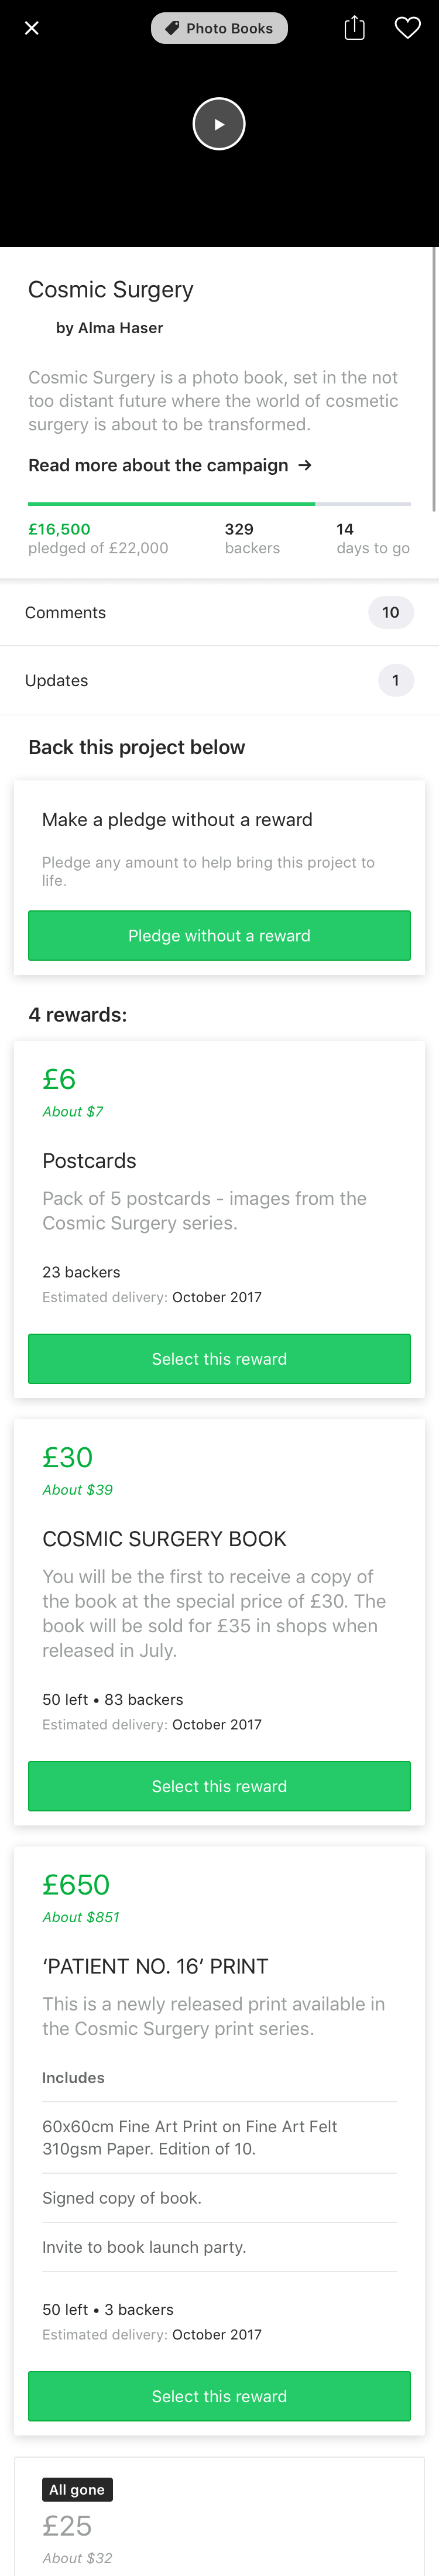 Photo Books
Cosmic Surgery
by Alma Haser
Cosmic Surgery is a photo book, set in the not
too distant future where the world of cosmetic
surgery is about to be transformed.
Read more about the campaign →
£16,500
pledged of £22,000
329
backers
14
days to go
Comments
10
Updates
1
Back this project below
Make a pledge without a reward
Pledge any amount to help bring this project to
life.
Pledge without a reward
4 rewards:
£6
About $7
Postcards
Pack of 5 postcards - images from the
Cosmic Surgery series.
23 backers
Estimated delivery: October 2017
Select this reward
£30
About $39
COSMIC SURGERY BOOK
You will be the first to receive a copy of
the book at the special price of £30. The
book will be sold for £35 in shops when
released in July.
50 left • 83 backers
Estimated delivery: October 2017
Select this reward
£650
About $851
‘PATIENT NO. 16’ PRINT
This is a newly released print available in
the Cosmic Surgery print series.
Includes
60x60cm Fine Art Print on Fine Art Felt
310gsm Paper. Edition of 10.
Signed copy of book.
Invite to book launch party.
50 left • 3 backers
Estimated delivery: October 2017
Select this reward
All gone
£25
About $32